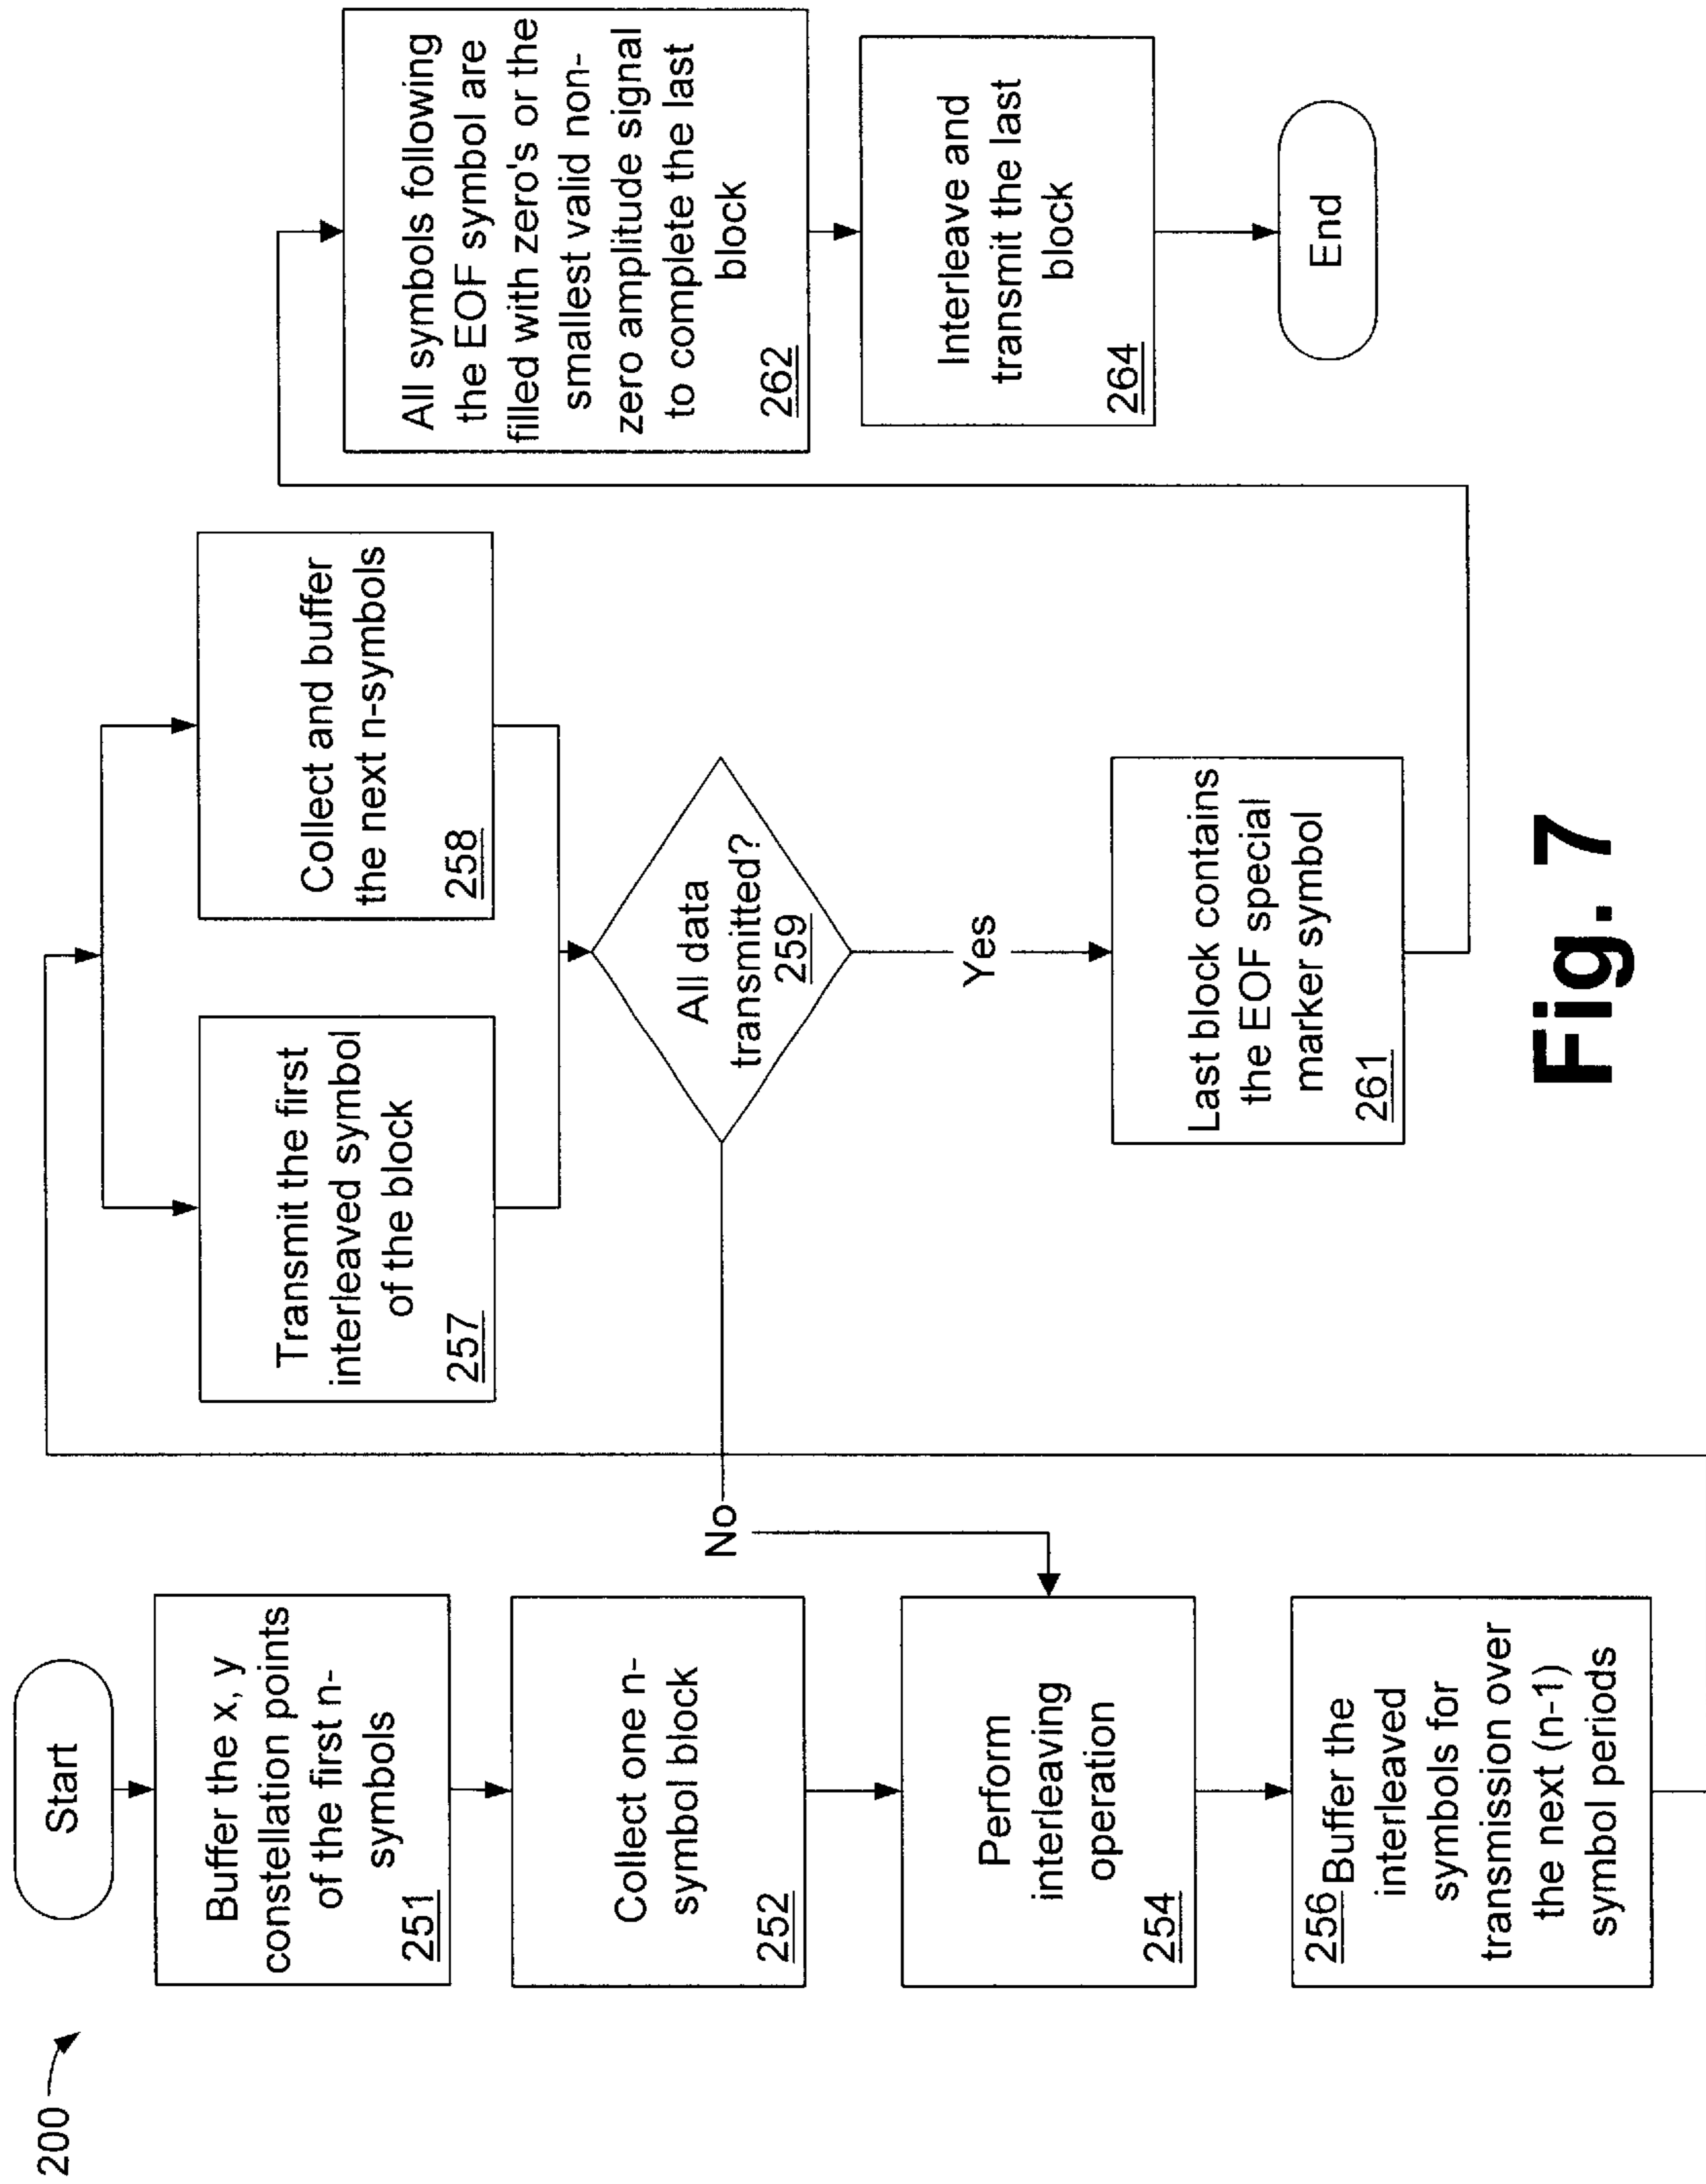 200
Start
Buffer the x, y
constellation points
of the first n-
symbols
251
Collect one n-
symbol block
252
Perform
interleaving
operation
254
256 Buffer the
interleaved
symbols for
transmission over
the next (n-1)
symbol periods
Transmit the first
interleaved symbol
of the block
257
Collect and buffer
the next n-symbols
258
All data
transmitted?
259
No
Yes
Last block contains
the EOF special
marker symbol
261
All symbols following
the EOF symbol are
filled with zero's or the
smallest valid non-
zero amplitude signal
to complete the last
block
262
Interleave and
transmit the last
block
264
End
Fig. 7